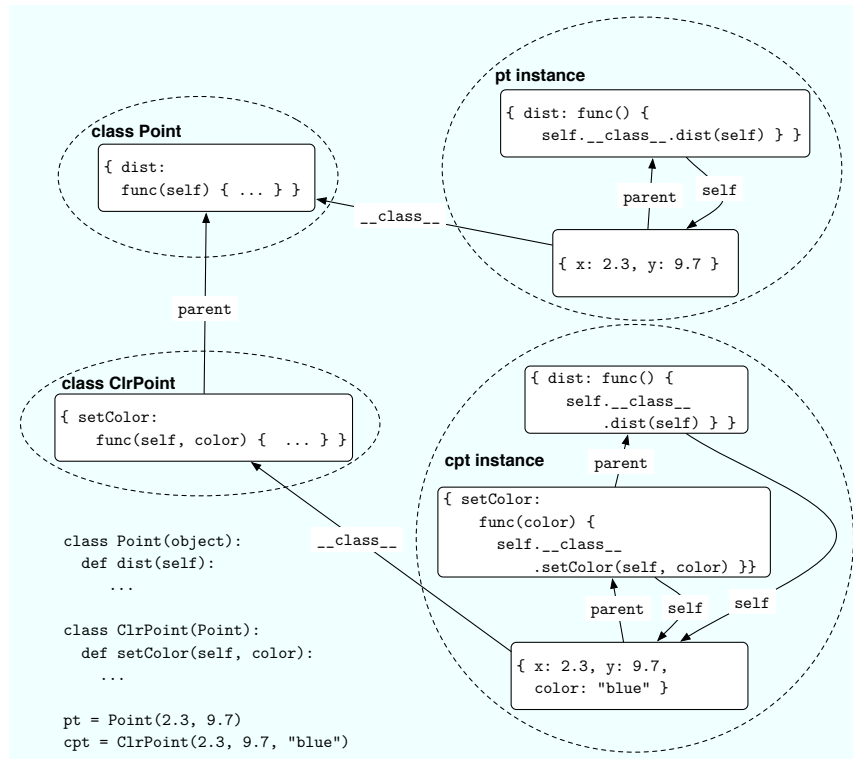 pt instance
{ dist: func() {
self.__class__.dist(self) } }
class Point
{ dist:
func(self) { ... } }
parent
self
__class__
{ x: 2.3, y: 9.7 }
parent
class ClrPoint
{ setColor:
func(self, color) { ... } }
{ dist: func() {
self.__class__
.dist(self) } }
cpt instance
parent
{ setColor:
func(color) {
self.__class__
.setColor(self, color) }}
__class__
parent
self
self
{ x: 2.3, y: 9.7,
color: "blue" }
class Point(object):
def dist(self):
...
class ClrPoint(Point):
def setColor(self, color):
...
pt = Point(2.3, 9.7)
cpt = ClrPoint(2.3, 9.7, "blue")